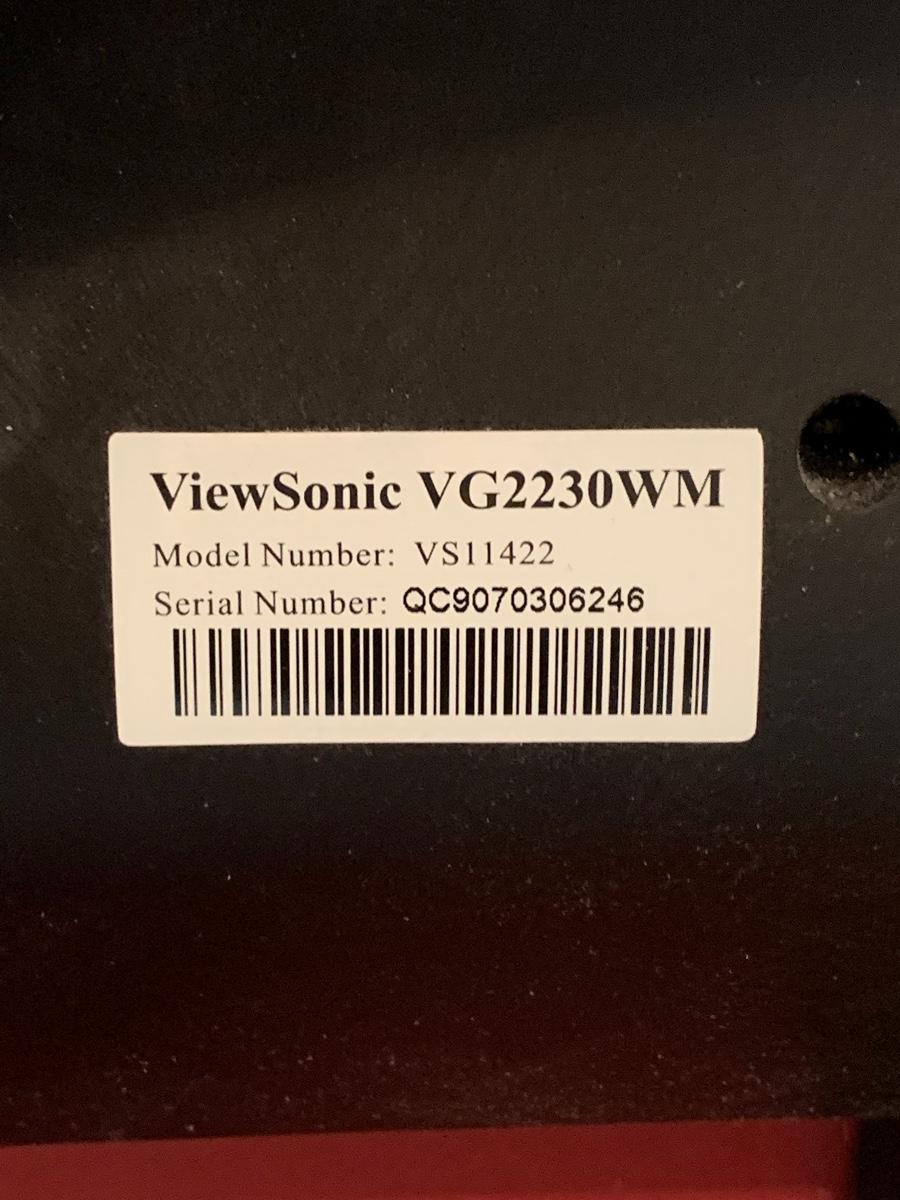 ViewSonic VG2230WM
Model Number: VS11422
Serial Number: QC9070306246